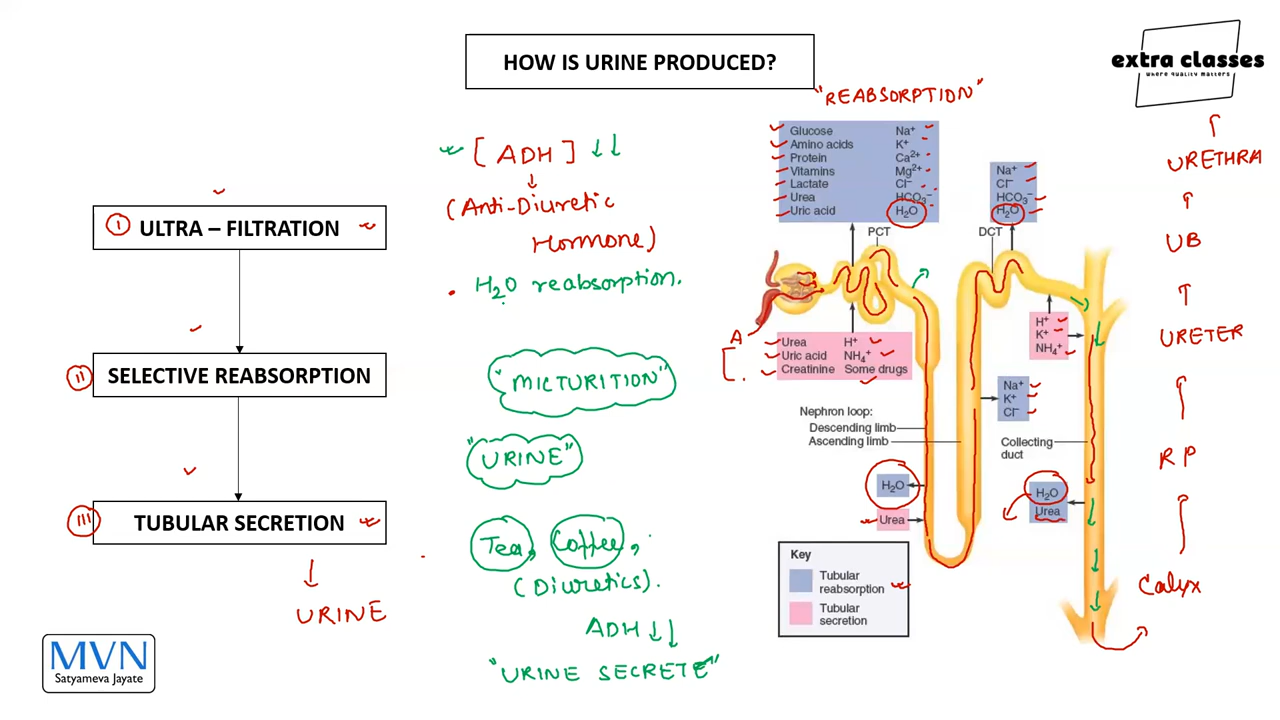 HOW IS URINE PRODUCED?
extra classes
where quality matters
I ULTRA – FILTRATION
II SELECTIVE REABSORPTION
III TUBULAR SECRETION
URINE
MVN
Satyameva Jayate
[ADH] ↓↓
↓
(Anti-Diuretic
Hormone)
• H₂O reabsorption.
"MICTURITION"
"URINE"
Tea, Coffee,
(Diuretics).
ADH ↓↓
"URINE SECRETE"
"REABSORPTION"
Glucose Na⁺
Amino acids K⁺
Protein Ca²⁺
Vitamins Mg²⁺
Lactate Cl⁻
Urea HCO₃⁻
Uric acid H₂O
Na⁺
Cl⁻
HCO₃⁻
H₂O
PCT
DCT
A
Urea H⁺
Uric acid NH₄⁺
Creatinine Some drugs
H⁺
K⁺
NH₄⁺
Na⁺
K⁺
Cl⁻
Nephron loop:
Descending limb
Ascending limb
Collecting
duct
H₂O
Urea
H₂O
Urea
Key
Tubular
reabsorption
Tubular
secretion
↑
URETHRA
↑
UB
↑
URETER
↑
RP
↑
Calyx